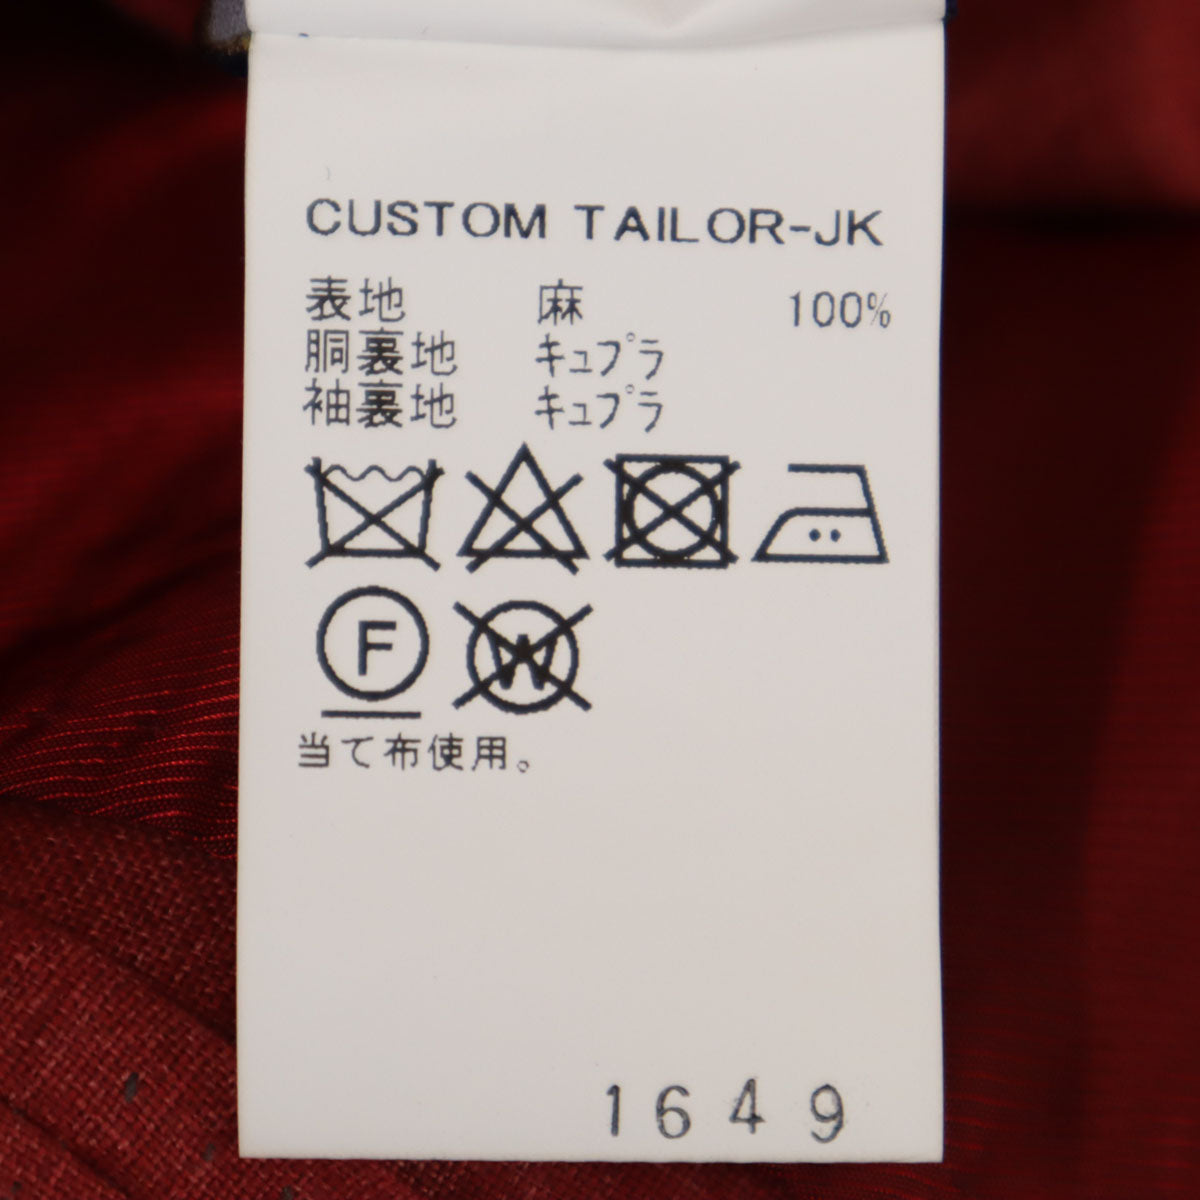 CUSTOM TAILOR-JK
表地 麻 100%
胴裏地 キュプラ
袖裏地 キュプラ
F W
当て布使用。
1649